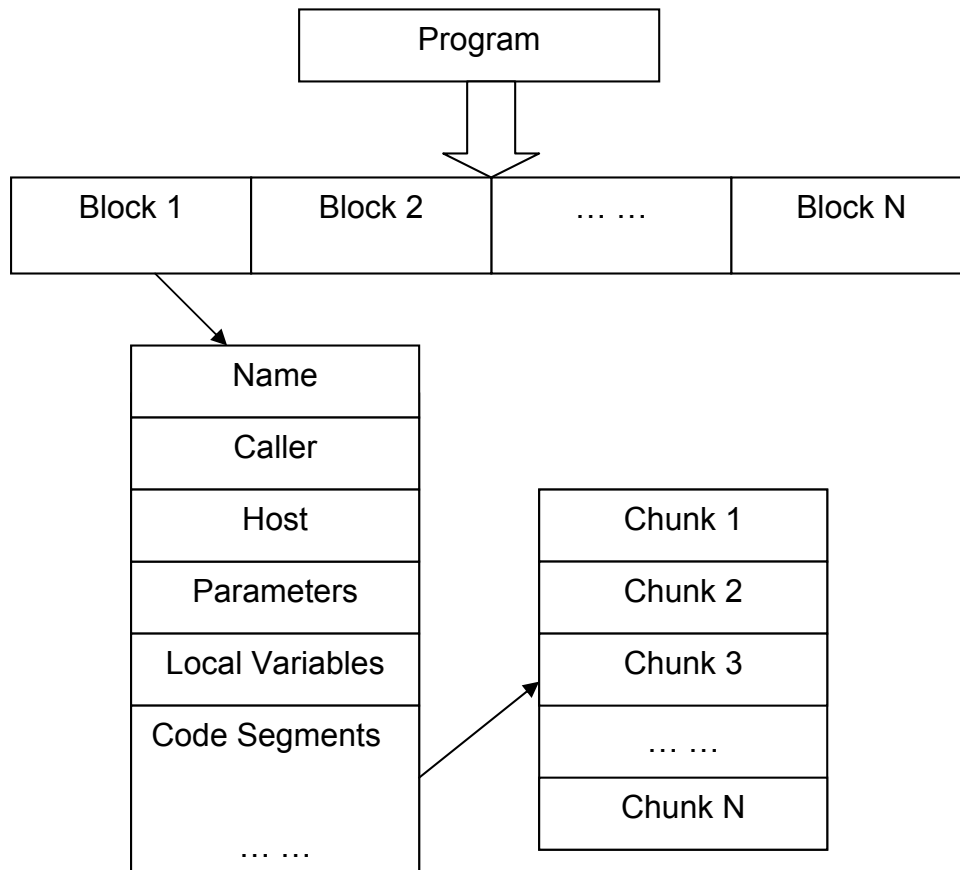 Program
Block 1
Block 2
… …
Block N
Name
Caller
Host
Parameters
Local Variables
Code Segments
… …
Chunk 1
Chunk 2
Chunk 3
… …
Chunk N